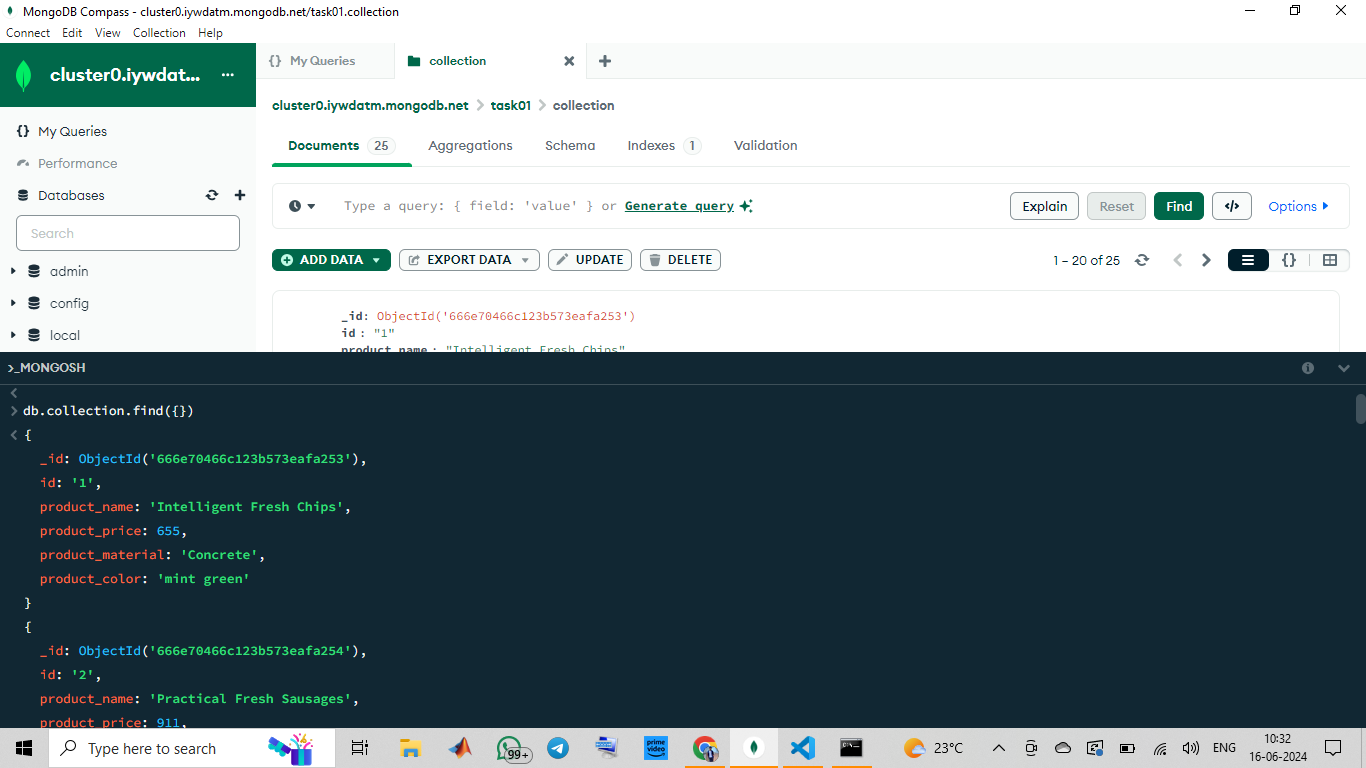 MongoDB Compass - cluster0.iywdatm.mongodb.net/task01.collection
Connect Edit View Collection Help
cluster0.iywdat... ...
{} My Queries
collection
cluster0.iywdatm.mongodb.net > task01 > collection
{} My Queries
Performance
Databases
Search
admin
config
local
Documents 25 Aggregations Schema Indexes 1 Validation
Type a query: { field: 'value' } or Generate query
Explain Reset Find </> Options
ADD DATA EXPORT DATA UPDATE DELETE
1 – 20 of 25 {}
_id: ObjectId('666e70466c123b573eafa253')
id : "1"
product_name : "Intelligent Fresh Chips"
>_MONGOSH
> db.collection.find({})
< {
_id: ObjectId('666e70466c123b573eafa253'),
id: '1',
product_name: 'Intelligent Fresh Chips',
product_price: 655,
product_material: 'Concrete',
product_color: 'mint green'
}
{
_id: ObjectId('666e70466c123b573eafa254'),
id: '2',
product_name: 'Practical Fresh Sausages',
product_price: 911,
Type here to search
99+
prime video
23°C
ENG
10:32
16-06-2024